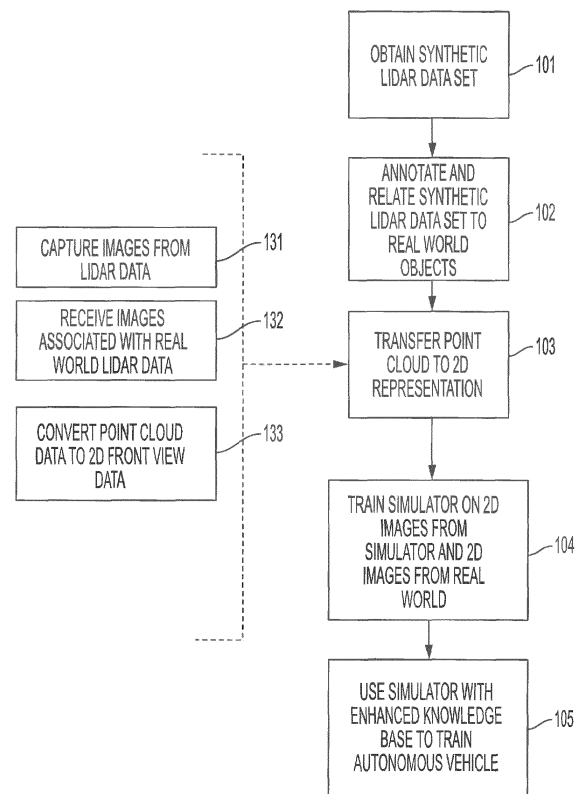 OBTAIN SYNTHETIC
LIDAR DATA SET
101
ANNOTATE AND
RELATE SYNTHETIC
LIDAR DATA SET TO
REAL WORLD
OBJECTS
102
CAPTURE IMAGES FROM
LIDAR DATA
131
RECEIVE IMAGES
ASSOCIATED WITH REAL
WORLD LIDAR DATA
132
CONVERT POINT CLOUD
DATA TO 2D FRONT VIEW
DATA
133
TRANSFER POINT
CLOUD TO 2D
REPRESENTATION
103
TRAIN SIMULATOR ON 2D
IMAGES FROM
SIMULATOR AND 2D
IMAGES FROM REAL
WORLD
104
USE SIMULATOR WITH
ENHANCED KNOWLEDGE
BASE TO TRAIN
AUTONOMOUS VEHICLE
105